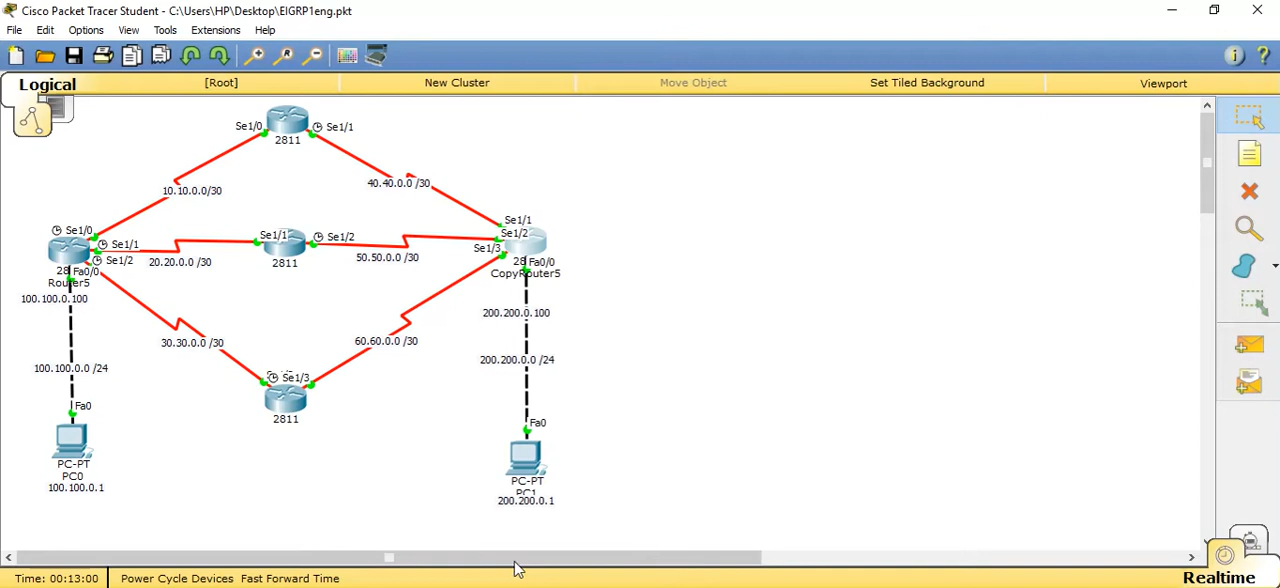 Cisco Packet Tracer Student - C:\Users\HP\Desktop\EIGRP1eng.pkt
File Edit Options View Tools Extensions Help
Logical [Root] New Cluster Move Object Set Tiled Background Viewport
Se1/0 Se1/1
2811
10.10.0.0/30
40.40.0.0 /30
Se1/1
Se1/0
Se1/1 Se1/2
Se1/1 Se1/2
Se1/3
Se1/2
20.20.0.0 /30
2811
50.50.0.0 /30
28 Fa0/0
Router5
28 Fa0/0
CopyRouter5
100.100.0.100
200.200.0.100
30.30.0.0 /30
60.60.0.0 /30
200.200.0.0 /24
100.100.0.0 /24
Se1/3
2811
Fa0
Fa0
PC-PT
PC0
100.100.0.1
PC-PT
PC1
200.200.0.1
Time: 00:13:00 Power Cycle Devices Fast Forward Time Realtime